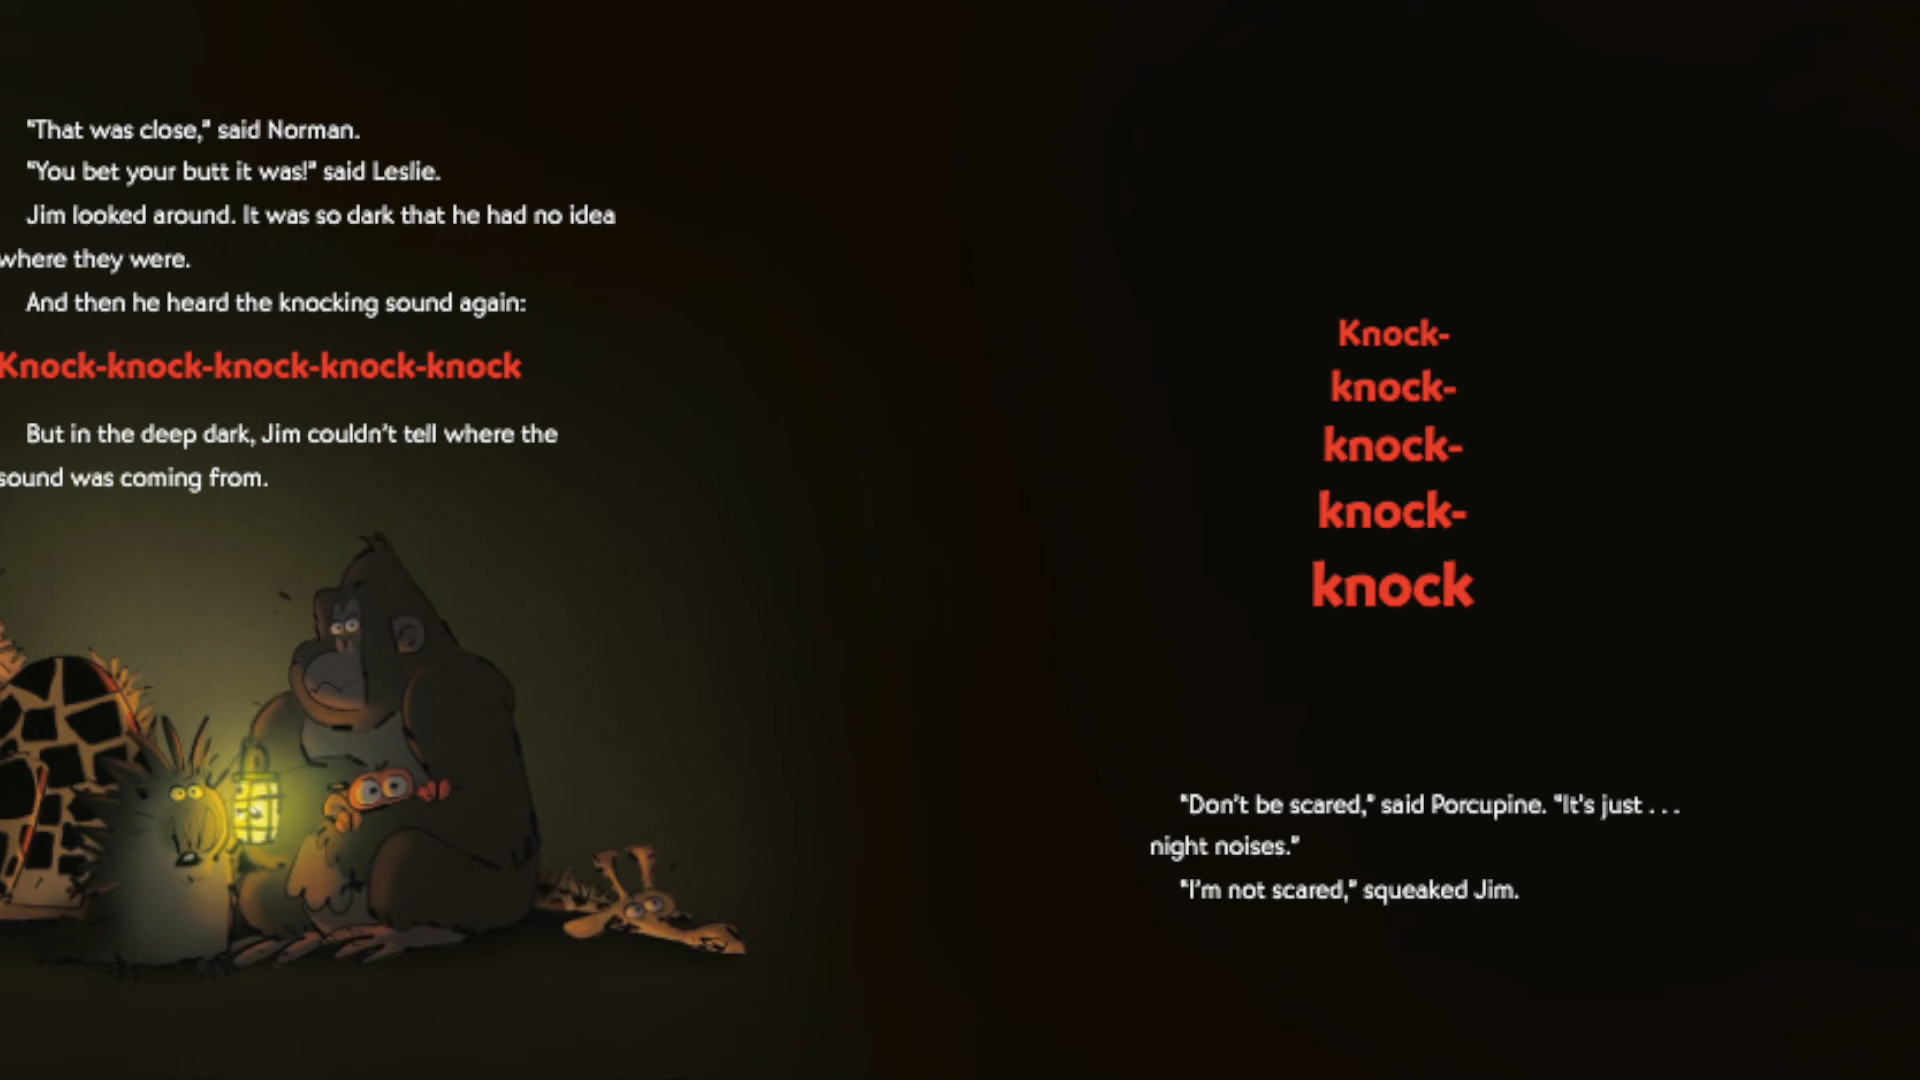 "That was close," said Norman.
"You bet your butt it was!" said Leslie.
Jim looked around. It was so dark that he had no idea
where they were.
And then he heard the knocking sound again:
Knock-knock-knock-knock-knock
But in the deep dark, Jim couldn't tell where the
sound was coming from.
Knock-
knock-
knock-
knock-
knock
"Don't be scared," said Porcupine. "It's just . . .
night noises."
"I'm not scared," squeaked Jim.